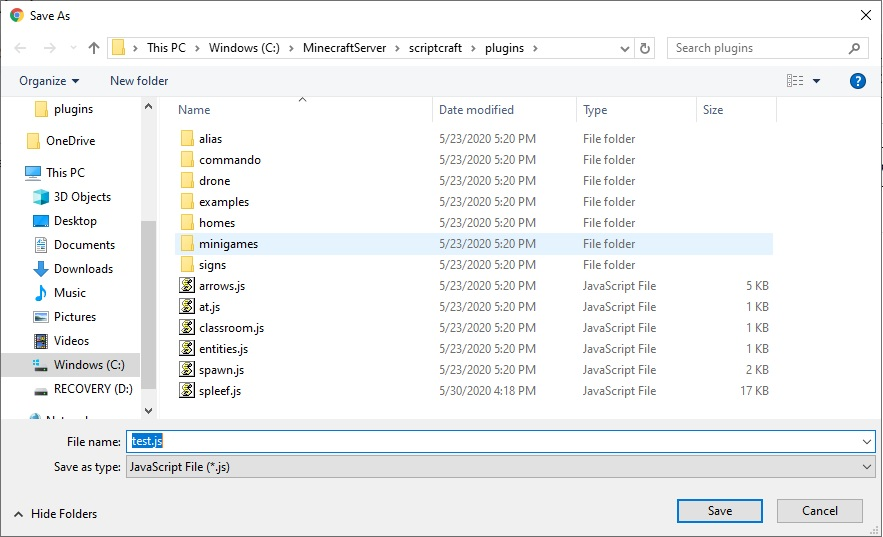 Save As
This PC > Windows (C:) > MinecraftServer > scriptcraft > plugins >
Search plugins
Organize
New folder
?
Name Date modified Type Size
plugins
OneDrive
This PC
3D Objects
Desktop
Documents
Downloads
Music
Pictures
Videos
Windows (C:)
RECOVERY (D:)
alias 5/23/2020 5:20 PM File folder
commando 5/23/2020 5:20 PM File folder
drone 5/23/2020 5:20 PM File folder
examples 5/23/2020 5:20 PM File folder
homes 5/23/2020 5:20 PM File folder
minigames 5/23/2020 5:20 PM File folder
signs 5/23/2020 5:20 PM File folder
arrows.js 5/23/2020 5:20 PM JavaScript File 5 KB
at.js 5/23/2020 5:20 PM JavaScript File 1 KB
classroom.js 5/23/2020 5:20 PM JavaScript File 1 KB
entities.js 5/23/2020 5:20 PM JavaScript File 1 KB
spawn.js 5/23/2020 5:20 PM JavaScript File 2 KB
spleef.js 5/30/2020 4:18 PM JavaScript File 17 KB
File name: test.js
Save as type: JavaScript File (*.js)
Hide Folders
Save
Cancel